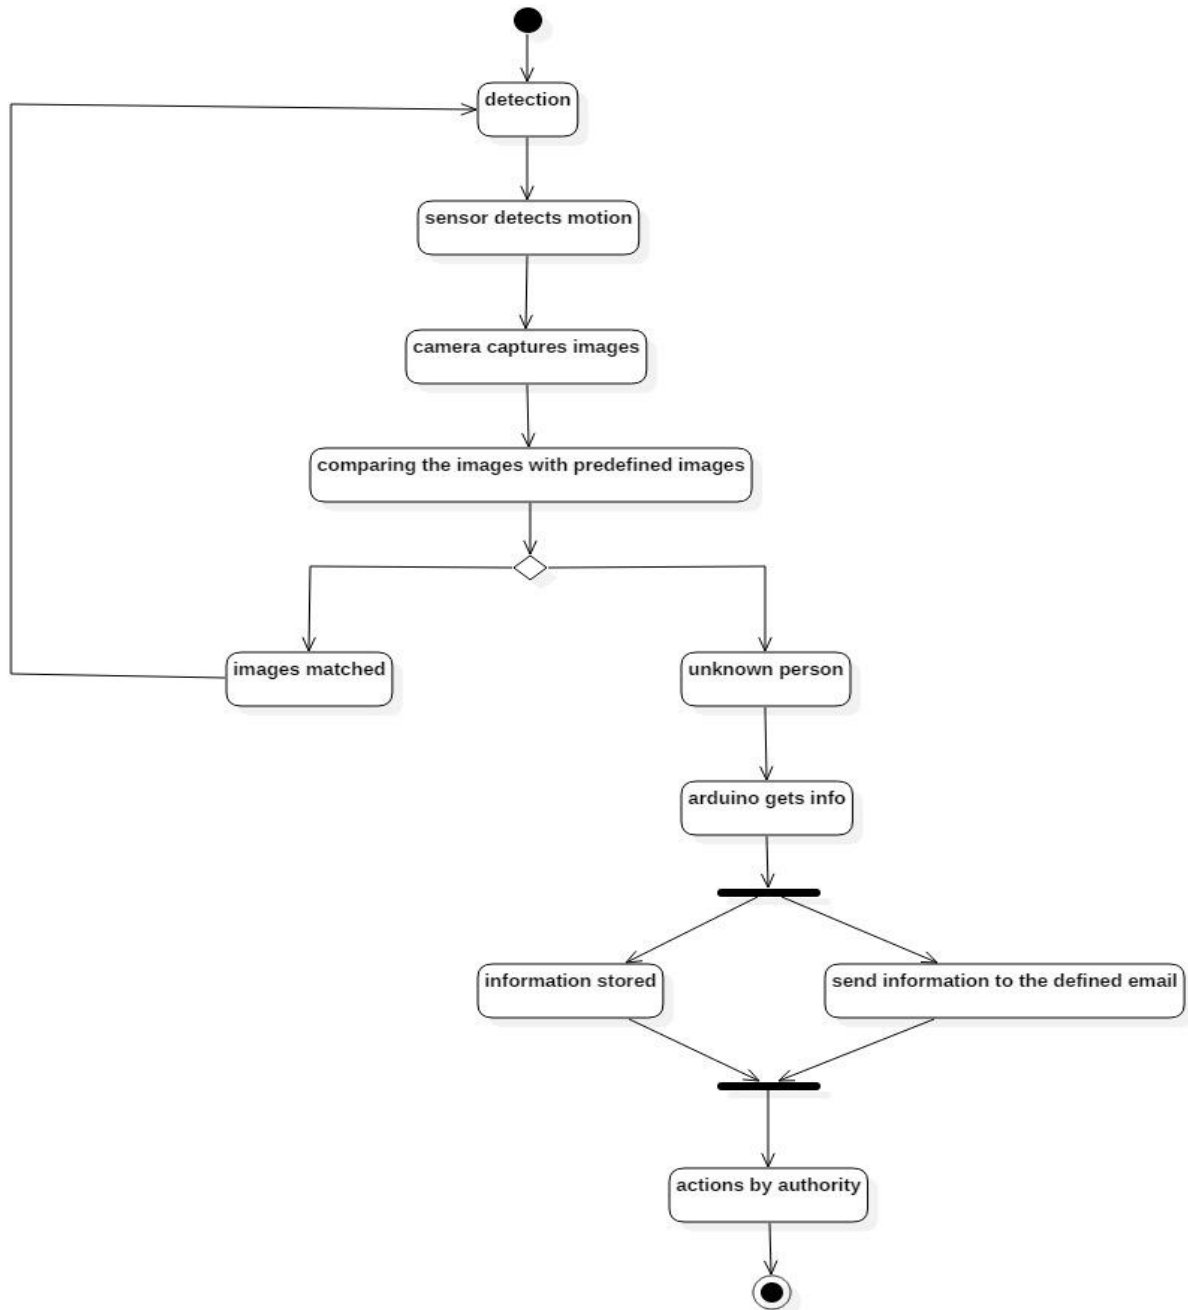 detection
sensor detects motion
camera captures images
comparing the images with predefined images
images matched
unknown person
arduino gets info
information stored
send information to the defined email
actions by authority